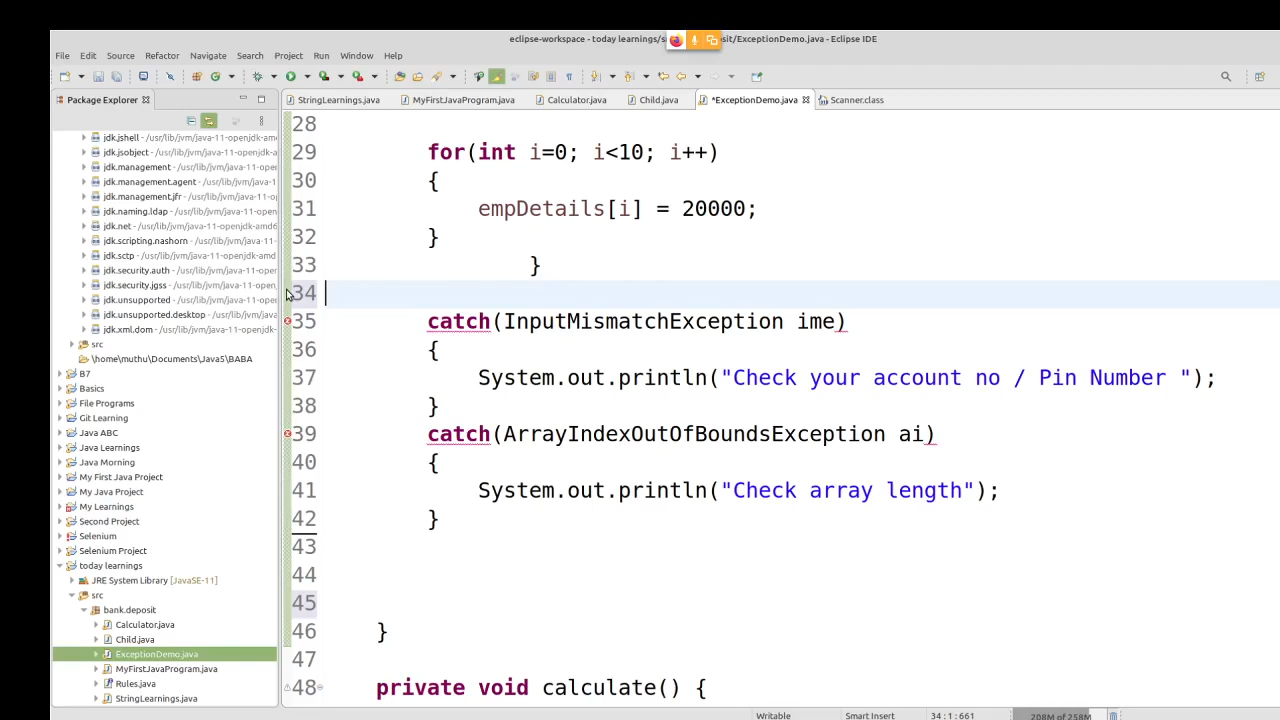 eclipse-workspace - today learnings/s sit/ExceptionDemo.java - Eclipse IDE
File Edit Source Refactor Navigate Search Project Run Window Help
Package Explorer
StringLearnings.java MyFirstJavaProgram.java Calculator.java Child.java *ExceptionDemo.java Scanner.class
jdk.jshell - /usr/lib/jvm/java-11-openjdk-amd
jdk.jsobject - /usr/lib/jvm/java-11-openjdk-a
jdk.management - /usr/lib/jvm/java-11-open
jdk.management.agent - /usr/lib/jvm/java-1
jdk.management.jfr - /usr/lib/jvm/java-11-o
jdk.naming.ldap - /usr/lib/jvm/java-11-open
jdk.net - /usr/lib/jvm/java-11-openjdk-amd6
jdk.scripting.nashorn - /usr/lib/jvm/java-11-
jdk.sctp - /usr/lib/jvm/java-11-openjdk-amd
jdk.security.auth - /usr/lib/jvm/java-11-open
jdk.security.jgss - /usr/lib/jvm/java-11-open
jdk.unsupported - /usr/lib/jvm/java-11-open
jdk.unsupported.desktop - /usr/lib/jvm/java
jdk.xml.dom - /usr/lib/jvm/java-11-openjdk-
src
\home\muthu\Documents\Java5\BABA
B7
Basics
File Programs
Git Learning
Java ABC
Java Learnings
Java Morning
My First Java Project
My Java Project
My Learnings
Second Project
Selenium
Selenium Project
today learnings
JRE System Library [JavaSE-11]
src
bank.deposit
Calculator.java
Child.java
ExceptionDemo.java
MyFirstJavaProgram.java
Rules.java
StringLearnings.java
28
29 for(int i=0; i<10; i++)
30 {
31 empDetails[i] = 20000;
32 }
33 }
34
35 catch(InputMismatchException ime)
36 {
37 System.out.println("Check your account no / Pin Number ");
38 }
39 catch(ArrayIndexOutOfBoundsException ai)
40 {
41 System.out.println("Check array length");
42 }
43
44
45
46 }
47
48 private void calculate() {
Writable Smart Insert 34 : 1 : 661 208M of 258M